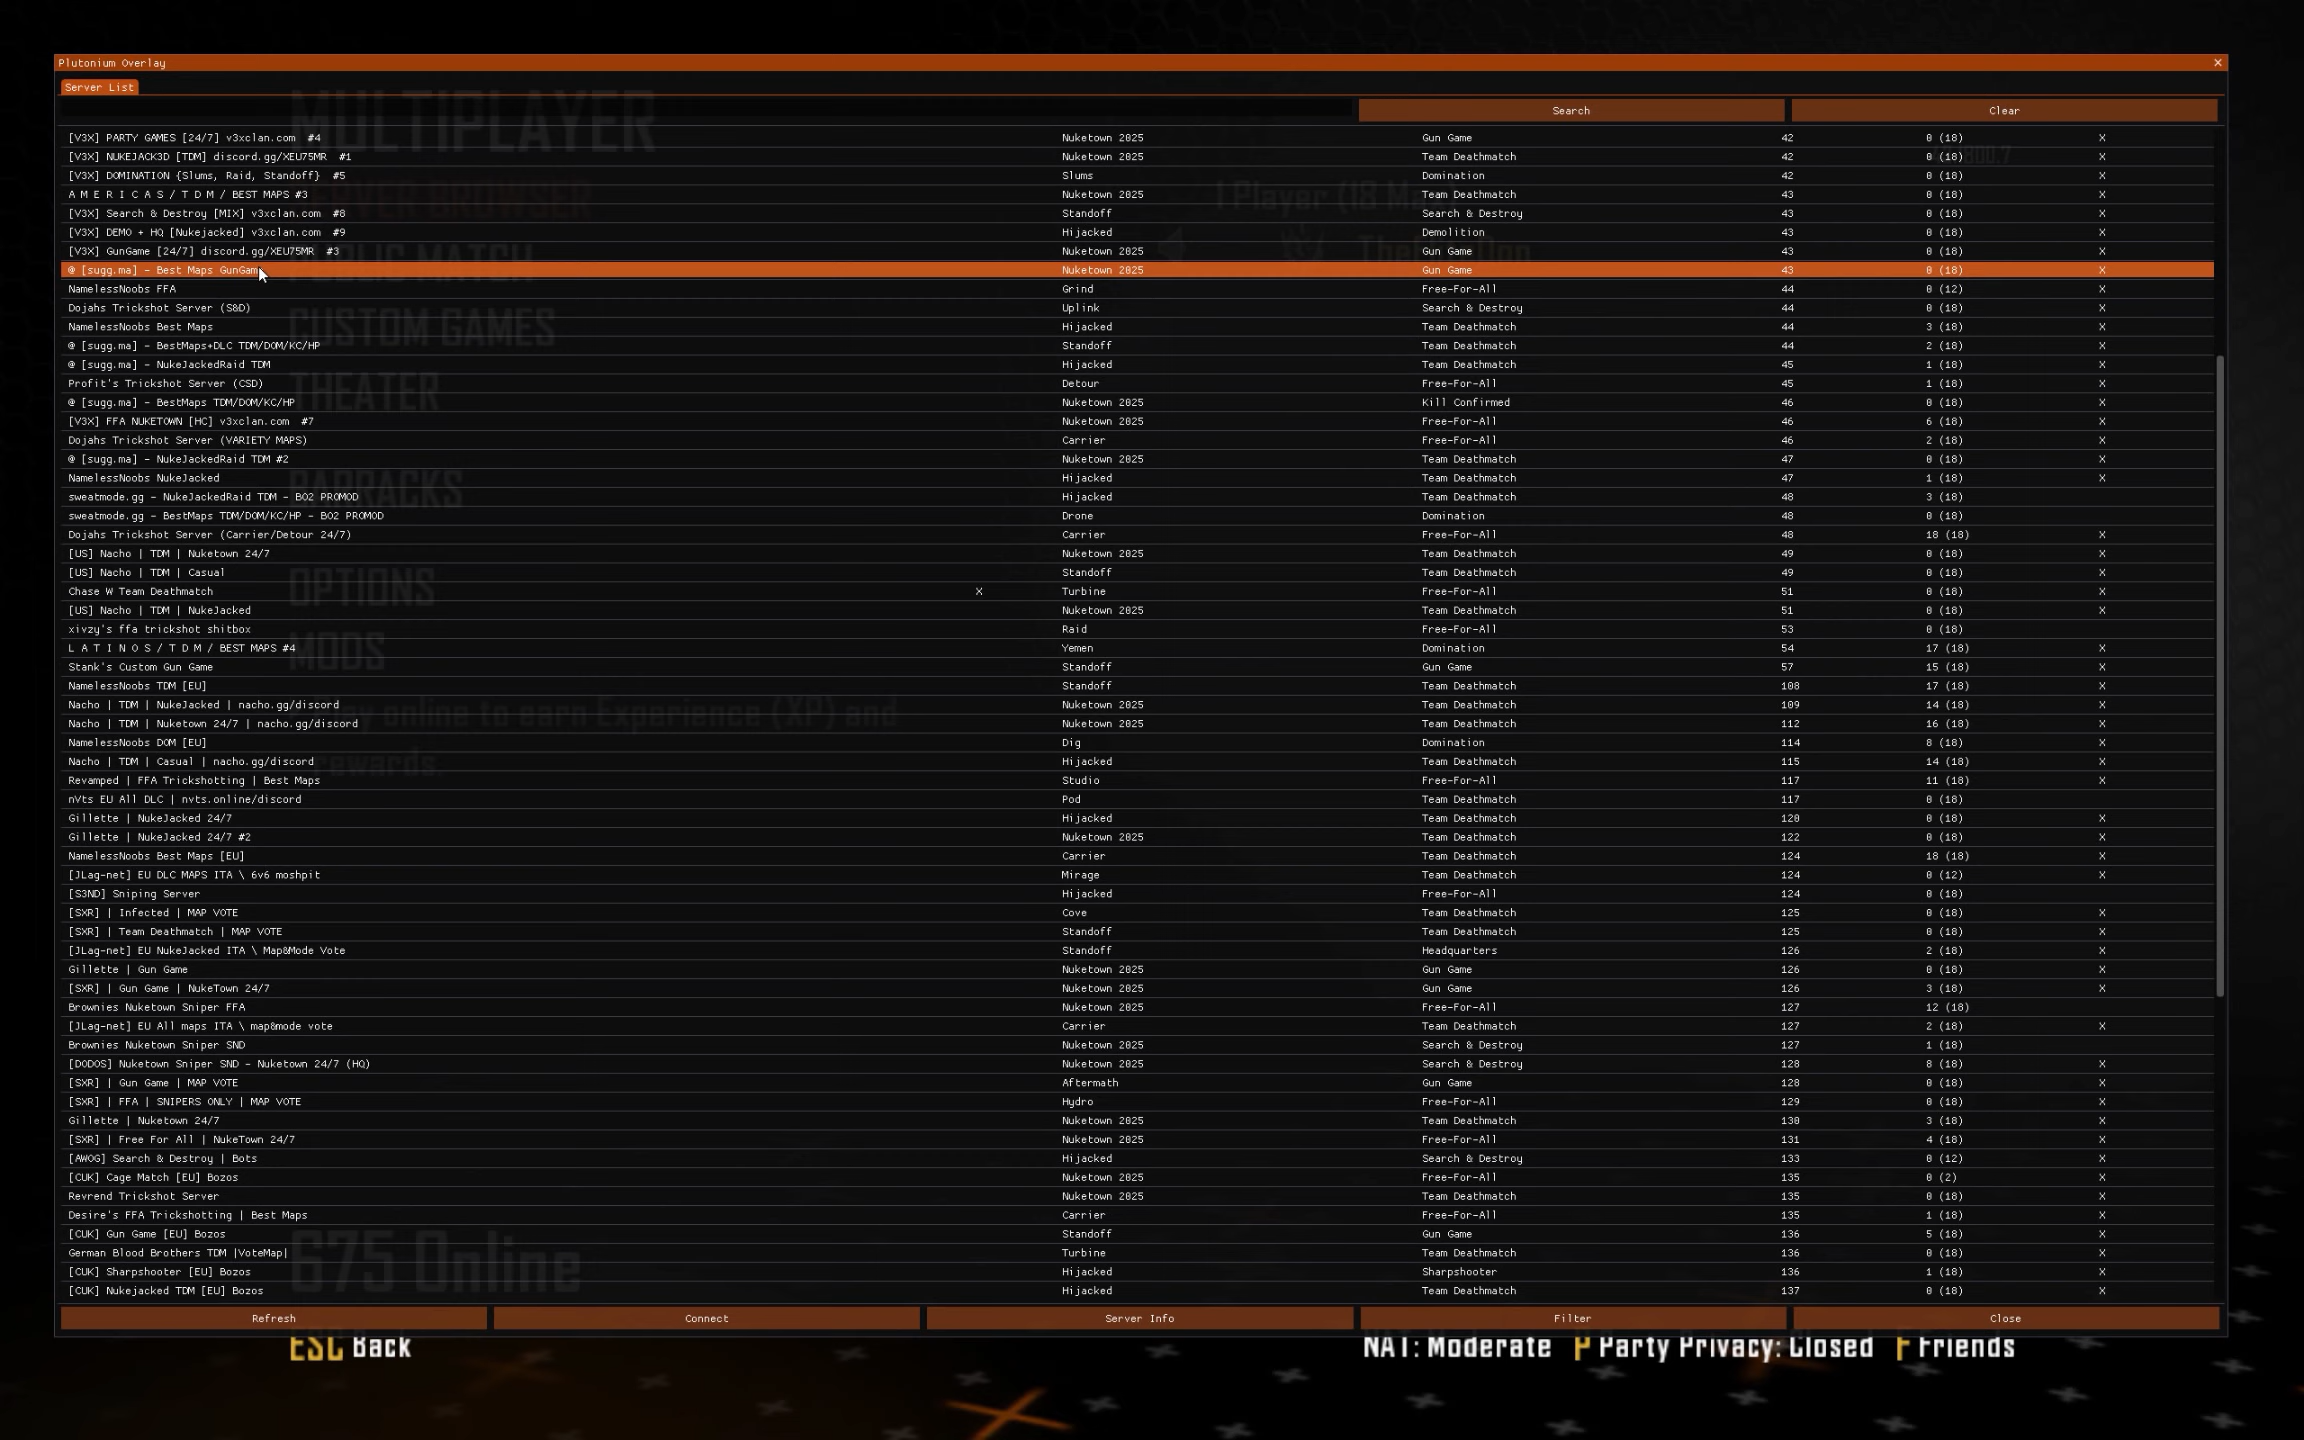 Plutonium Overlay X
Server List
MULTIPLAYER
Search Clear
[V3X] PARTY GAMES [24/7] v3xclan.com #4 Nuketown 2025 Gun Game 42 0 (18) X
[V3X] NUKEJACK3D [TDM] discord.gg/XEU75MR #1 Nuketown 2025 Team Deathmatch 42 0 (18) X
[V3X] DOMINATION {Slums, Raid, Standoff} #5 Slums Domination 42 0 (18) X
A M E R I C A S / T D M / BEST MAPS #3 Nuketown 2025 Team Deathmatch 43 0 (18) X
[V3X] Search & Destroy [MIX] v3xclan.com #8 Standoff Search & Destroy 43 0 (18) X
[V3X] DEMO + HQ [Nukejacked] v3xclan.com #9 Hijacked Demolition 43 0 (18) X
[V3X] GunGame [24/7] discord.gg/XEU75MR #3 Nuketown 2025 Gun Game 43 0 (18) X
@ [sugg.ma] - Best Maps GunGam Nuketown 2025 Gun Game 43 0 (18) X
NamelessNoobs FFA Grind Free-For-All 44 0 (12) X
Dojahs Trickshot Server (S&D) Uplink Search & Destroy 44 0 (18) X
NamelessNoobs Best Maps Hijacked Team Deathmatch 44 3 (18) X
@ [sugg.ma] - BestMaps+DLC TDM/DOM/KC/HP Standoff Team Deathmatch 44 2 (18) X
@ [sugg.ma] - NukeJackedRaid TDM Hijacked Team Deathmatch 45 1 (18) X
Profit's Trickshot Server (CSD) Detour Free-For-All 45 1 (18) X
@ [sugg.ma] - BestMaps TDM/DOM/KC/HP Nuketown 2025 Kill Confirmed 46 0 (18) X
[V3X] FFA NUKETOWN [HC] v3xclan.com #7 Nuketown 2025 Free-For-All 46 6 (18) X
Dojahs Trickshot Server (VARIETY MAPS) Carrier Free-For-All 46 2 (18) X
@ [sugg.ma] - NukeJackedRaid TDM #2 Nuketown 2025 Team Deathmatch 47 0 (18) X
NamelessNoobs NukeJacked Hijacked Team Deathmatch 47 1 (18) X
sweatmode.gg - NukeJackedRaid TDM - BO2 PROMOD Hijacked Team Deathmatch 48 3 (18)
sweatmode.gg - BestMaps TDM/DOM/KC/HP - BO2 PROMOD Drone Domination 48 0 (18)
Dojahs Trickshot Server (Carrier/Detour 24/7) Carrier Free-For-All 48 18 (18) X
[US] Nacho | TDM | Nuketown 24/7 Nuketown 2025 Team Deathmatch 49 0 (18) X
[US] Nacho | TDM | Casual Standoff Team Deathmatch 49 0 (18) X
Chase W Team Deathmatch X Turbine Free-For-All 51 0 (18) X
[US] Nacho | TDM | NukeJacked Nuketown 2025 Team Deathmatch 51 0 (18) X
xivzy's ffa trickshot shitbox Raid Free-For-All 53 0 (18)
L A T I N O S / T D M / BEST MAPS #4 Yemen Domination 54 17 (18) X
Stank's Custom Gun Game Standoff Gun Game 57 15 (18) X
NamelessNoobs TDM [EU] Standoff Team Deathmatch 108 17 (18) X
Nacho | TDM | NukeJacked | nacho.gg/discord Nuketown 2025 Team Deathmatch 109 14 (18) X
Nacho | TDM | Nuketown 24/7 | nacho.gg/discord Nuketown 2025 Team Deathmatch 112 16 (18) X
NamelessNoobs DOM [EU] Dig Domination 114 8 (18) X
Nacho | TDM | Casual | nacho.gg/discord Hijacked Team Deathmatch 115 14 (18) X
Revamped | FFA Trickshotting | Best Maps Studio Free-For-All 117 11 (18) X
nVts EU All DLC | nvts.online/discord Pod Team Deathmatch 117 0 (18)
Gillette | NukeJacked 24/7 Hijacked Team Deathmatch 120 0 (18) X
Gillette | NukeJacked 24/7 #2 Nuketown 2025 Team Deathmatch 122 0 (18) X
NamelessNoobs Best Maps [EU] Carrier Team Deathmatch 124 18 (18) X
[JLag-net] EU DLC MAPS ITA \ 6v6 moshpit Mirage Team Deathmatch 124 0 (12) X
[S3ND] Sniping Server Hijacked Free-For-All 124 0 (18)
[SXR] | Infected | MAP VOTE Cove Team Deathmatch 125 0 (18) X
[SXR] | Team Deathmatch | MAP VOTE Standoff Team Deathmatch 125 0 (18) X
[JLag-net] EU NukeJacked ITA \ Map&Mode Vote Standoff Headquarters 126 2 (18) X
Gillette | Gun Game Nuketown 2025 Gun Game 126 0 (18) X
[SXR] | Gun Game | NukeTown 24/7 Nuketown 2025 Gun Game 126 3 (18) X
Brownies Nuketown Sniper FFA Nuketown 2025 Free-For-All 127 12 (18)
[JLag-net] EU All maps ITA \ map&mode vote Carrier Team Deathmatch 127 2 (18) X
Brownies Nuketown Sniper SND Nuketown 2025 Search & Destroy 127 1 (18)
[DODOS] Nuketown Sniper SND - Nuketown 24/7 (HQ) Nuketown 2025 Search & Destroy 128 8 (18) X
[SXR] | Gun Game | MAP VOTE Aftermath Gun Game 128 0 (18) X
[SXR] | FFA | SNIPERS ONLY | MAP VOTE Hydro Free-For-All 129 0 (18) X
Gillette | Nuketown 24/7 Nuketown 2025 Team Deathmatch 130 3 (18) X
[SXR] | Free For All | NukeTown 24/7 Nuketown 2025 Free-For-All 131 4 (18) X
[AWOG] Search & Destroy | Bots Hijacked Search & Destroy 133 0 (12) X
[CUK] Cage Match [EU] Bozos Nuketown 2025 Free-For-All 135 0 (2) X
Revrend Trickshot Server Nuketown 2025 Team Deathmatch 135 0 (18) X
Desire's FFA Trickshotting | Best Maps Carrier Free-For-All 135 1 (18) X
[CUK] Gun Game [EU] Bozos Standoff Gun Game 136 5 (18) X
German Blood Brothers TDM |VoteMap| Turbine Team Deathmatch 136 0 (18) X
[CUK] Sharpshooter [EU] Bozos Hijacked Sharpshooter 136 1 (18) X
[CUK] Nukejacked TDM [EU] Bozos Hijacked Team Deathmatch 137 0 (18) X
CUSTOM GAMES
THEATER
BARRACKS
OPTIONS
MODS
Play online to earn Experience (XP) and
rewards.
675 Online
Refresh Connect Server Info Filter Close
ESC Back NAT: Moderate P Party Privacy: Closed F Friends